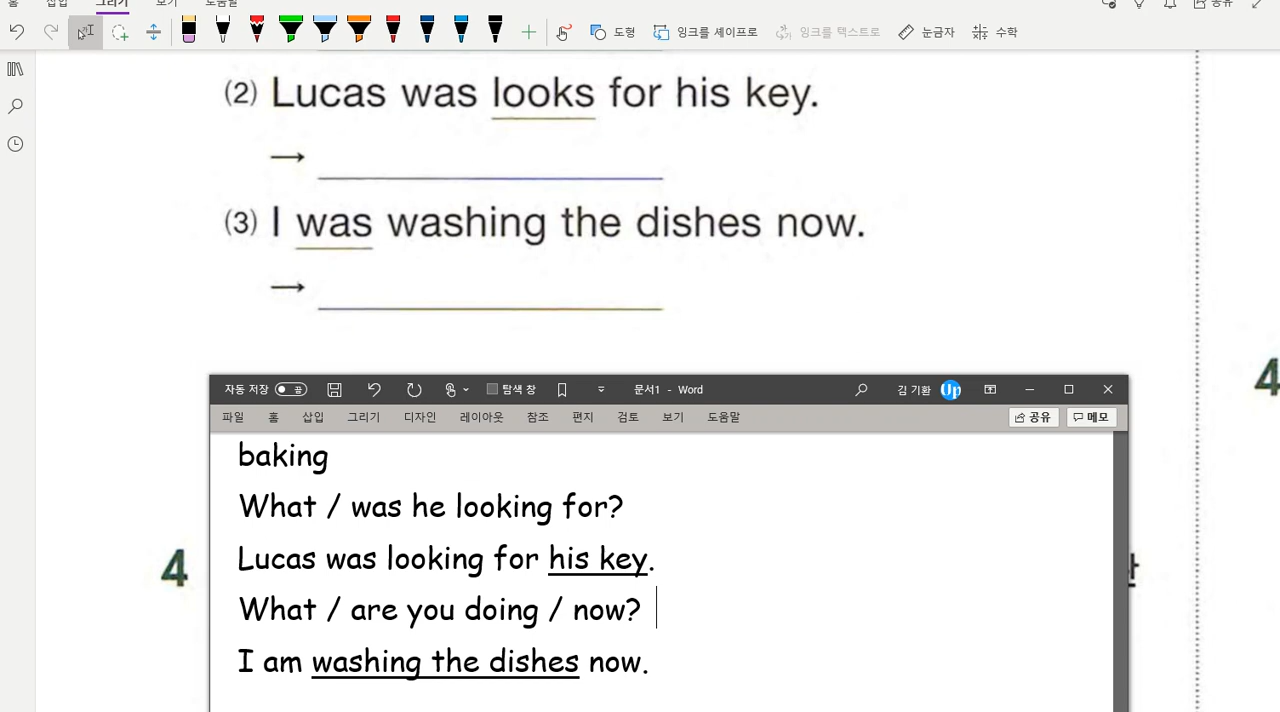 홈 삽입 그리기 보기 도움말 공유
도형 잉크를 셰이프로 잉크를 텍스트로 눈금자 수학
(2) Lucas was looks for his key.
→
(3) I was washing the dishes now.
→
4
자동 저장 끔 탐색 창 문서1 - Word 김 기환 Up
파일 홈 삽입 그리기 디자인 레이아웃 참조 편지 검토 보기 도움말 공유 메모
baking
What / was he looking for?
Lucas was looking for his key.
4
What / are you doing / now?
I am washing the dishes now.